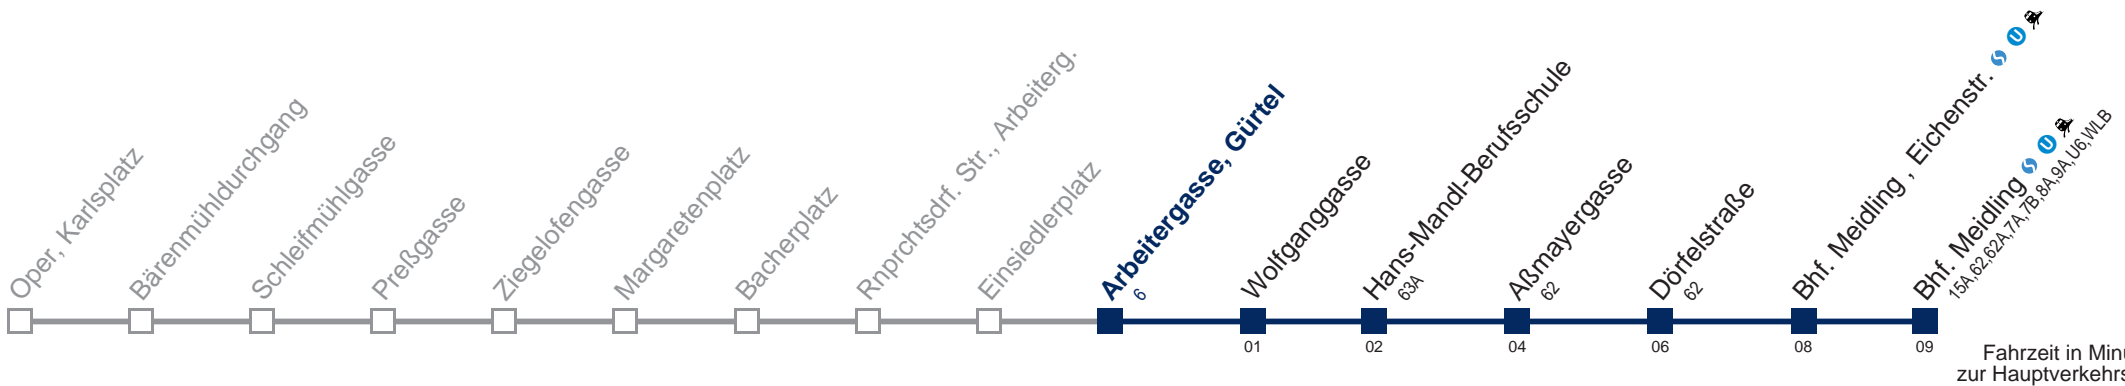 Oper, Karlsplatz
Bärenmühldurchgang
Schleifmühlgasse
Preßgasse
Ziegelofengasse
Margaretenplatz
Bacherplatz
Rnprchtsdrf. Str., Arbeiterg.
Einsiedlerplatz
Arbeitergasse, Gürtel
6
Wolfganggasse
Hans-Mandl-Berufsschule
63A
Aßmayergasse
62
Dörfelstraße
62
Bhf. Meidling , Eichenstr. S U
Bhf. Meidling S U
15A,62,62A,7A,7B,8A,9A,U6,WLB
01 02 04 06 08 09
Fahrzeit in Minu
zur Hauptverkehrs